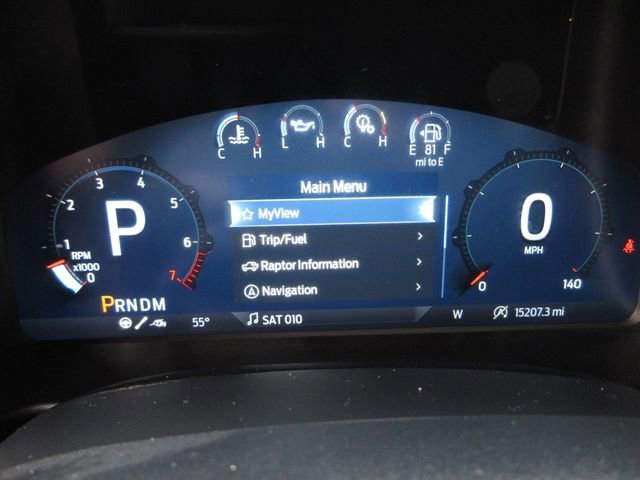 C H
L H
C H
E 81 F
mi to E
Main Menu
MyView
Trip/Fuel
Raptor Information
Navigation
P
1 2 3 4 5 6 7
RPM
x1000
0
PRNDM
55°
SAT 010
0
MPH
0 140
W
15207.3 mi